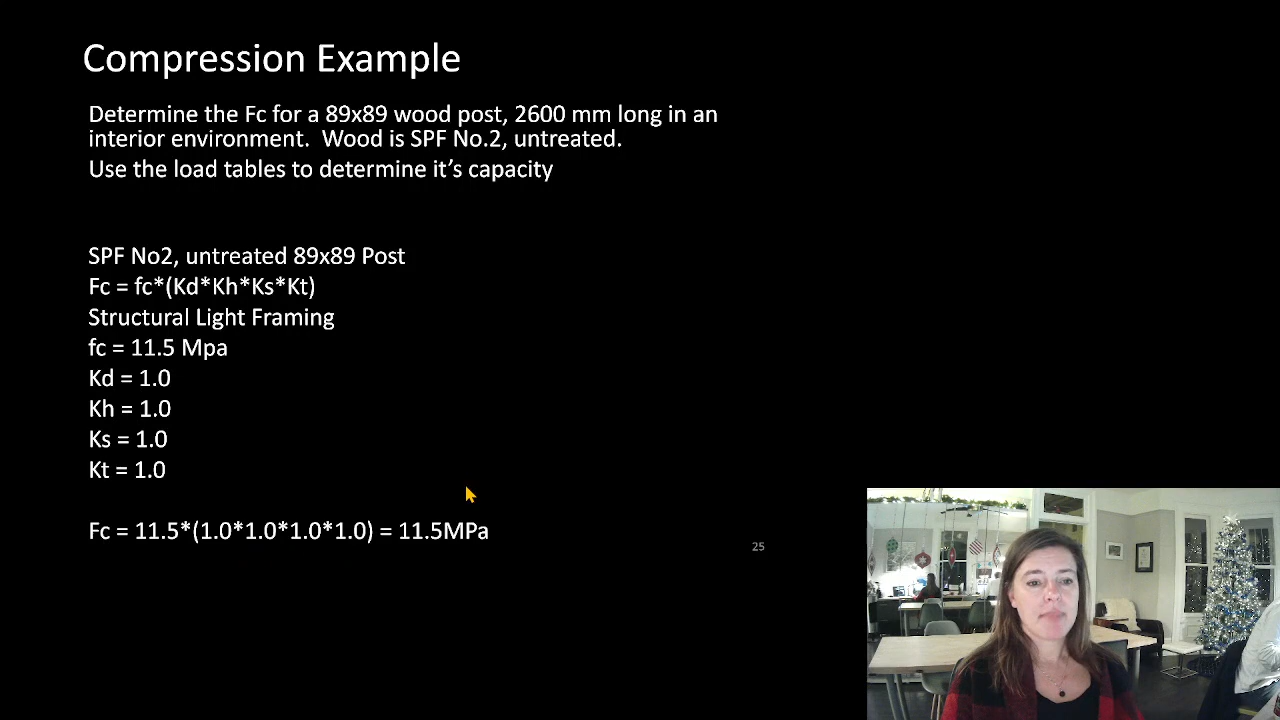 Compression Example
Determine the Fc for a 89x89 wood post, 2600 mm long in an
interior environment.  Wood is SPF No.2, untreated.
Use the load tables to determine it’s capacity
SPF No2, untreated 89x89 Post
Fc = fc*(Kd*Kh*Ks*Kt)
Structural Light Framing
fc = 11.5 Mpa
Kd = 1.0
Kh = 1.0
Ks = 1.0
Kt = 1.0
Fc = 11.5*(1.0*1.0*1.0*1.0) = 11.5MPa
25